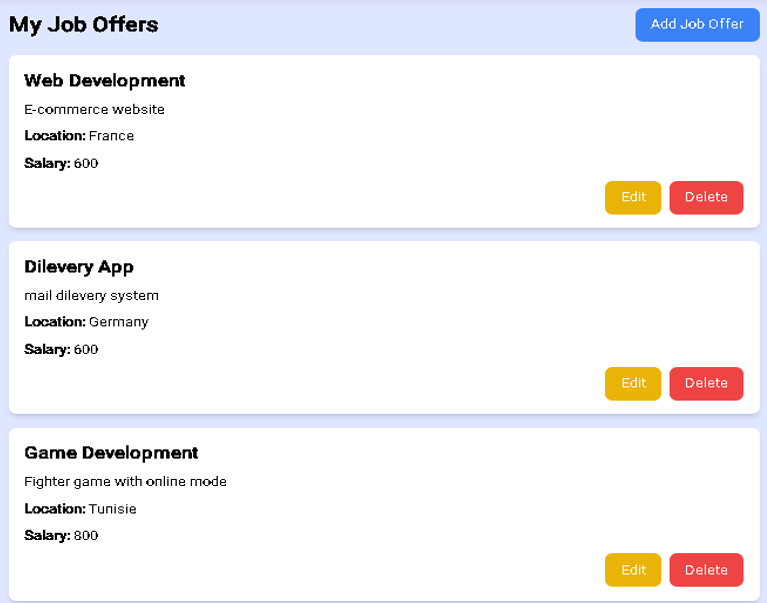 My Job Offers
Add Job Offer
Web Development
E-commerce website
Location: France
Salary: 600
Edit
Delete
Dilevery App
mail dilevery system
Location: Germany
Salary: 600
Edit
Delete
Game Development
Fighter game with online mode
Location: Tunisie
Salary: 800
Edit
Delete